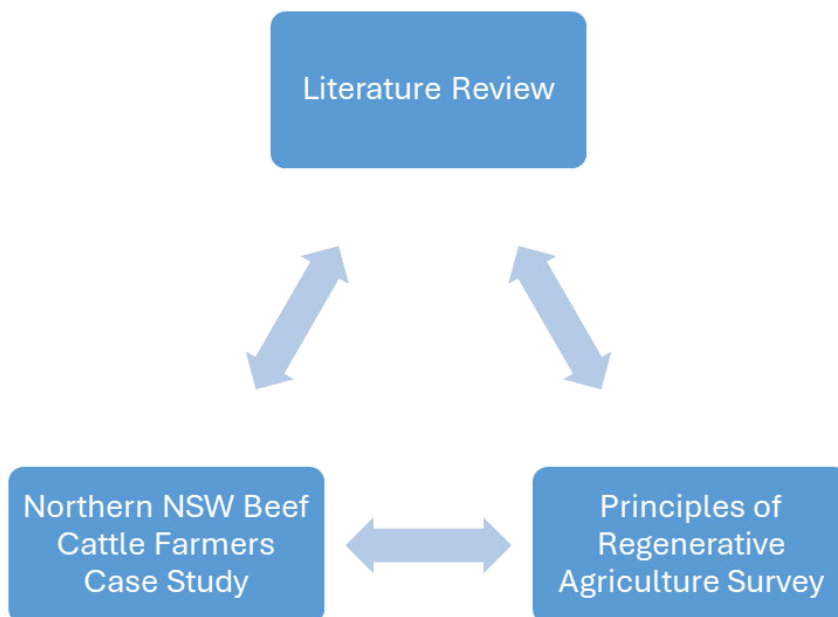 Literature Review
Northern NSW Beef
Cattle Farmers
Case Study
Principles of
Regenerative
Agriculture Survey